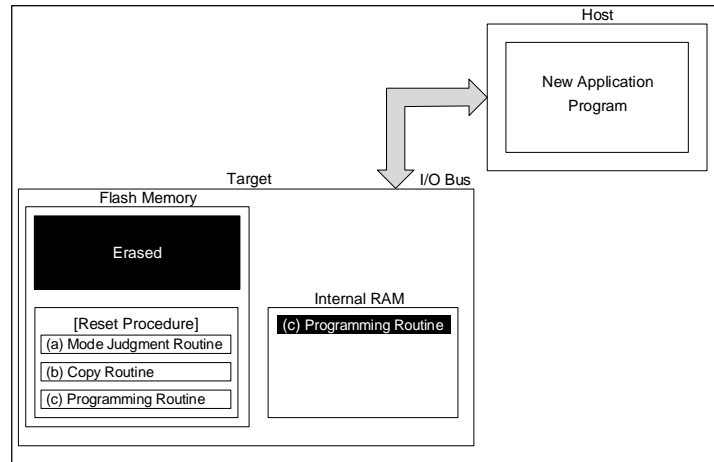 Host
New Application
Program
Target
I/O Bus
Flash Memory
Erased
Internal RAM
[Reset Procedure]
(c) Programming Routine
(a) Mode Judgment Routine
(b) Copy Routine
(c) Programming Routine